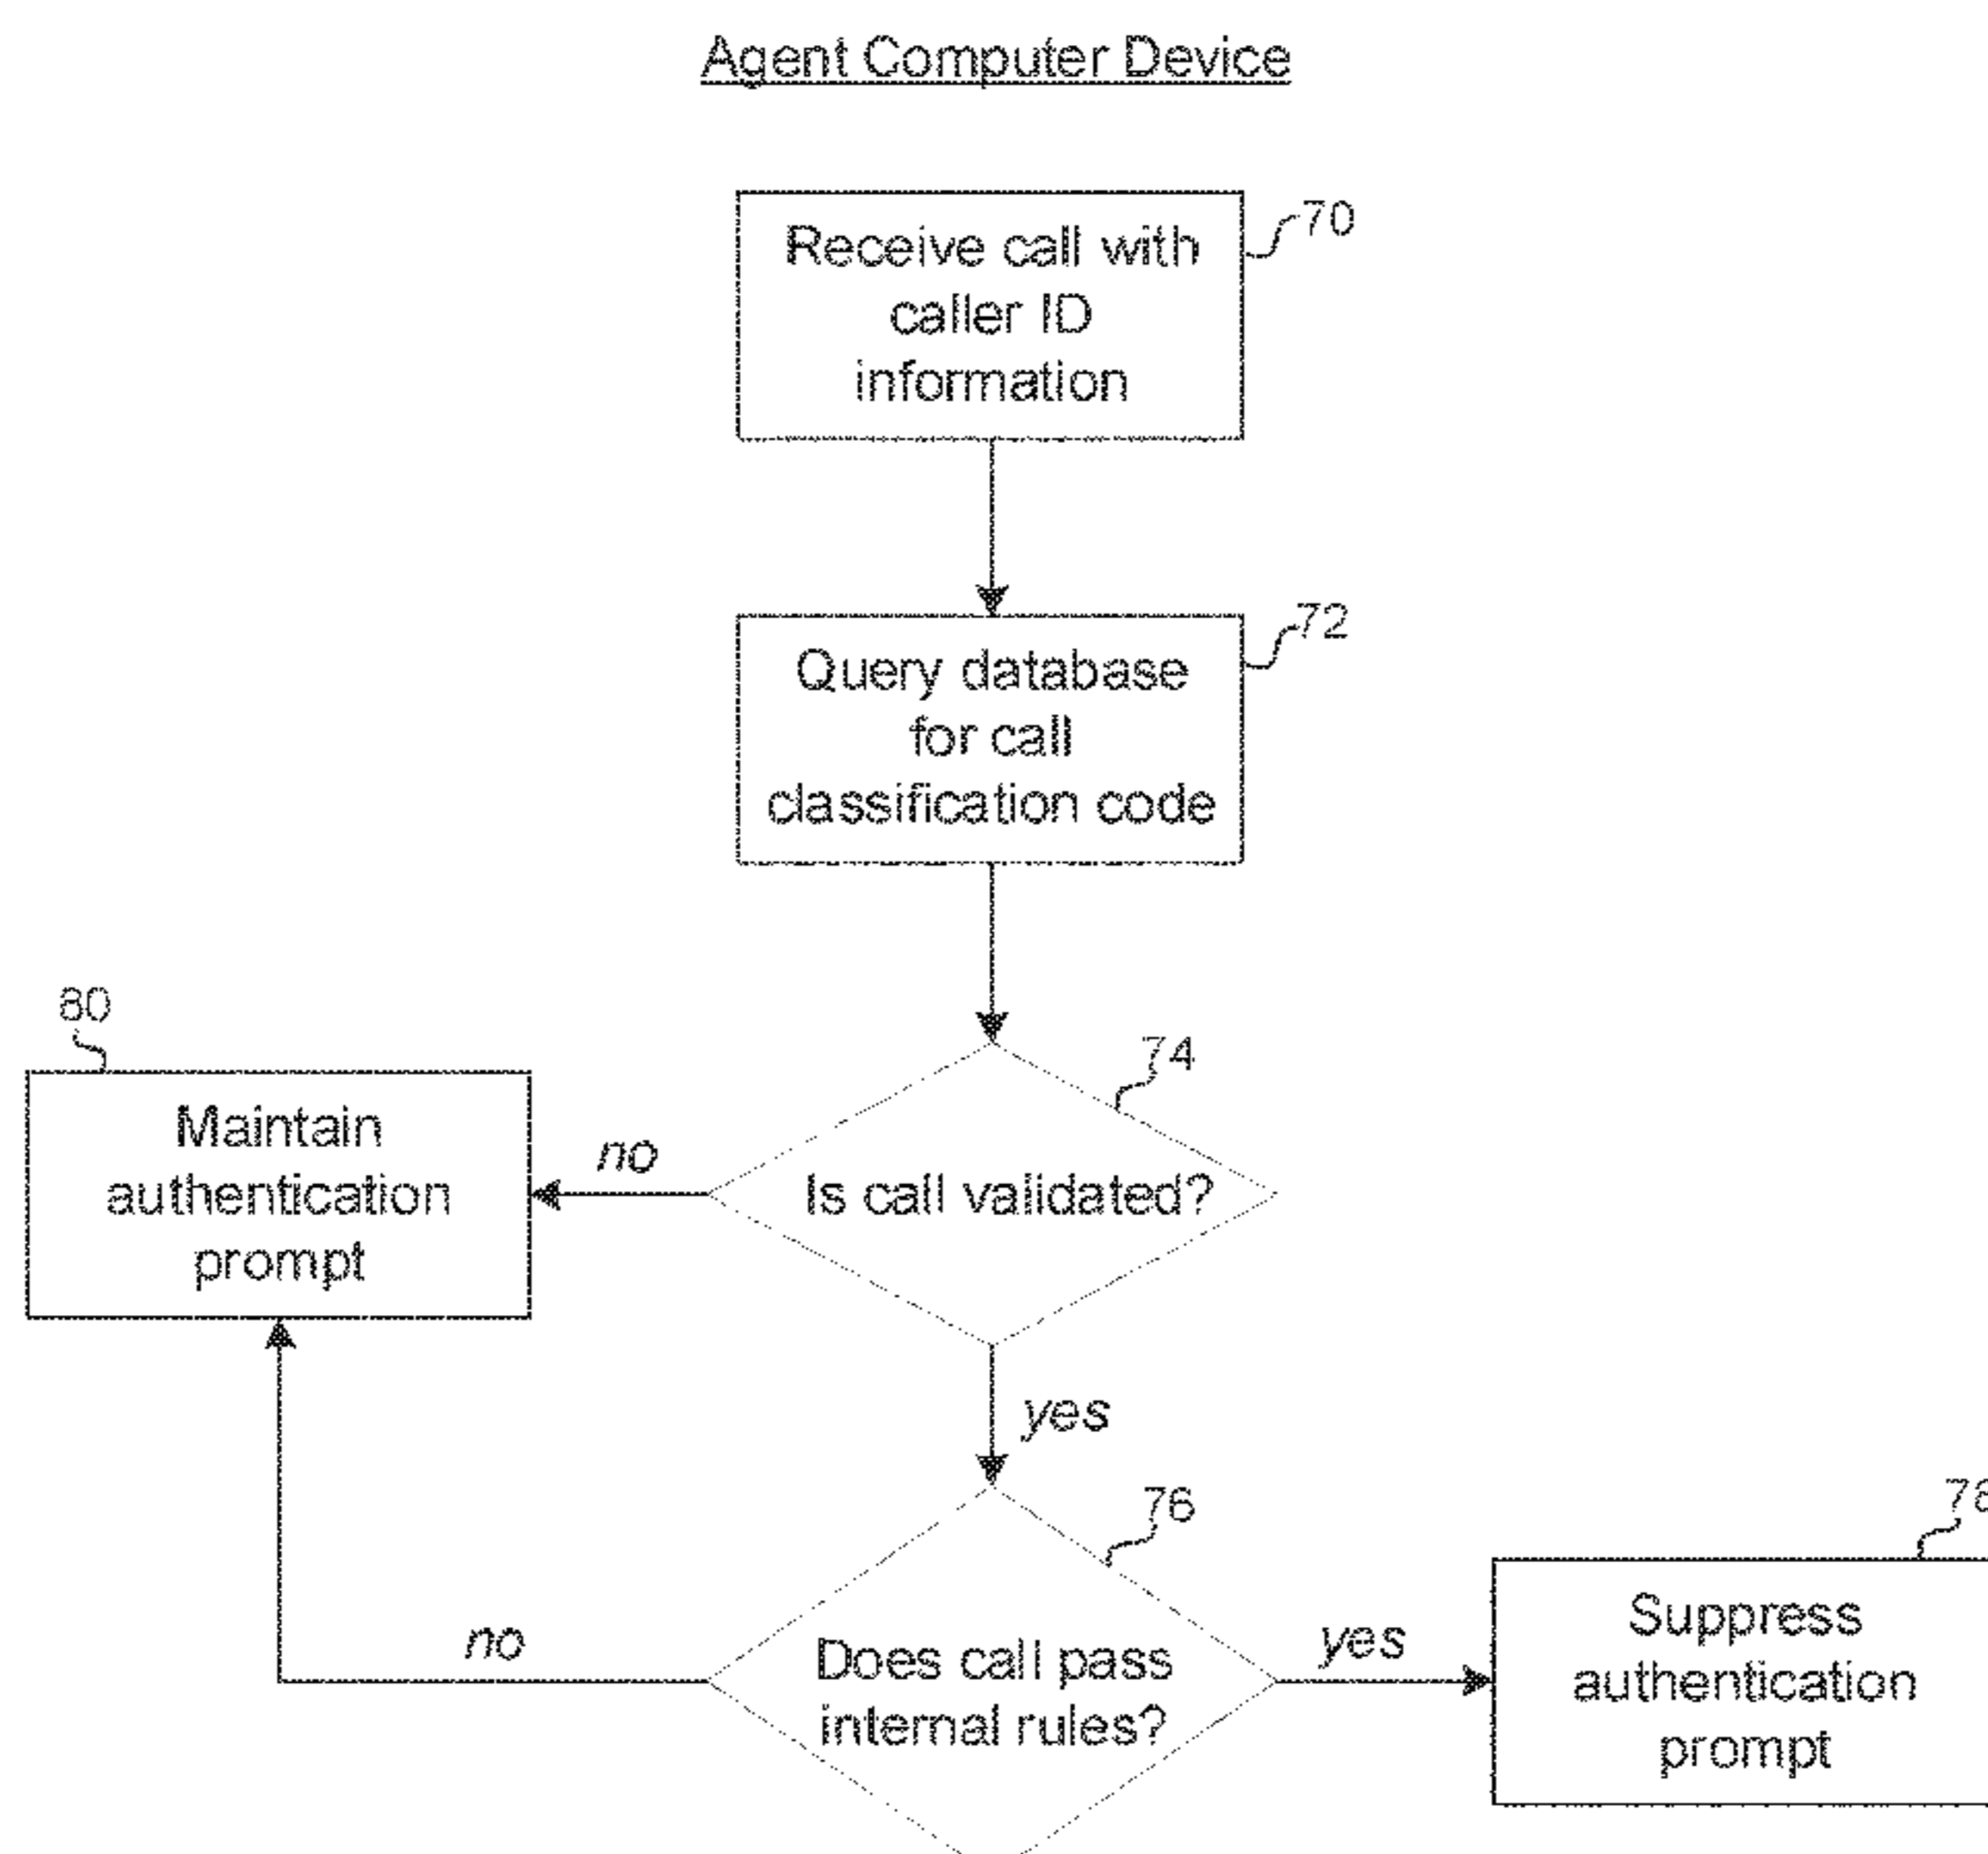 Agent Computer Device
Receive call with
caller ID
information
70
Query database
for call
classification code
72
80
Maintain
authentication
prompt
no
74
Is call validated?
yes
76
Does call pass
internal rules?
no
yes
78
Suppress
authentication
prompt